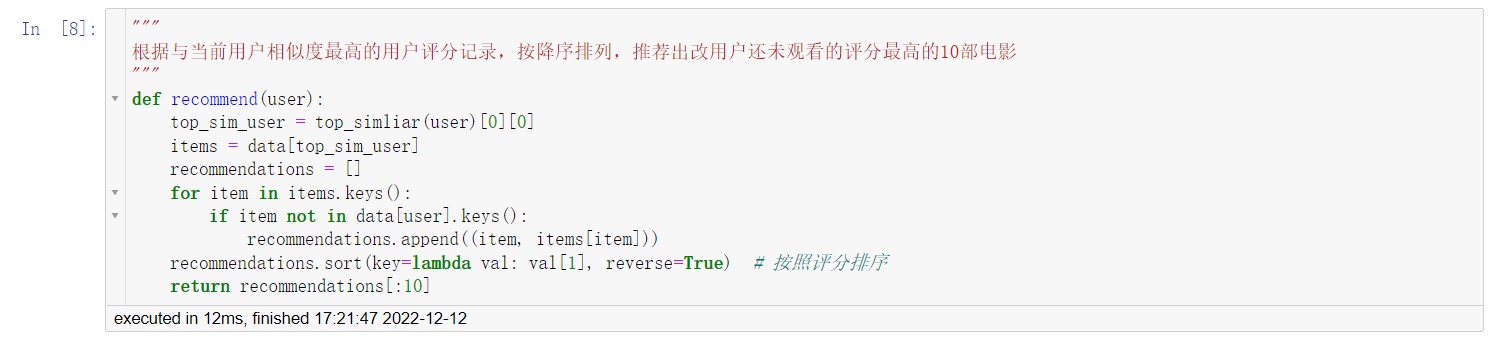 In [8]:
"""
根据与当前用户相似度最高的用户评分记录，按降序排列，推荐出改用户还未观看的评分最高的10部电影
"""
def recommend(user):
    top_sim_user = top_simliar(user)[0][0]
    items = data[top_sim_user]
    recommendations = []
    for item in items.keys():
        if item not in data[user].keys():
            recommendations.append((item, items[item]))
    recommendations.sort(key=lambda val: val[1], reverse=True)  # 按照评分排序
    return recommendations[:10]
executed in 12ms, finished 17:21:47 2022-12-12